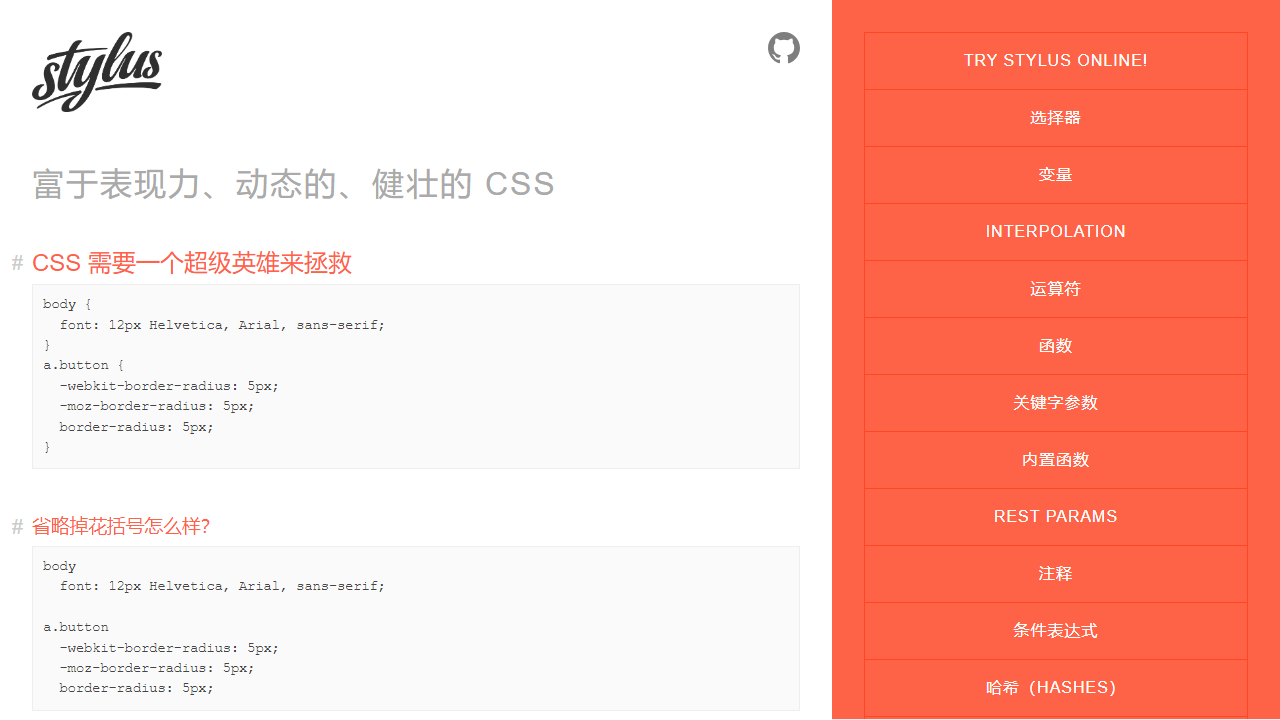 stylus
富于表现力、动态的、健壮的 CSS
# CSS 需要一个超级英雄来拯救
body {
  font: 12px Helvetica, Arial, sans-serif;
}
a.button {
  -webkit-border-radius: 5px;
  -moz-border-radius: 5px;
  border-radius: 5px;
}
# 省略掉花括号怎么样?
body
  font: 12px Helvetica, Arial, sans-serif;
a.button
  -webkit-border-radius: 5px;
  -moz-border-radius: 5px;
  border-radius: 5px;
TRY STYLUS ONLINE!
选择器
变量
INTERPOLATION
运算符
函数
关键字参数
内置函数
REST PARAMS
注释
条件表达式
哈希（HASHES）